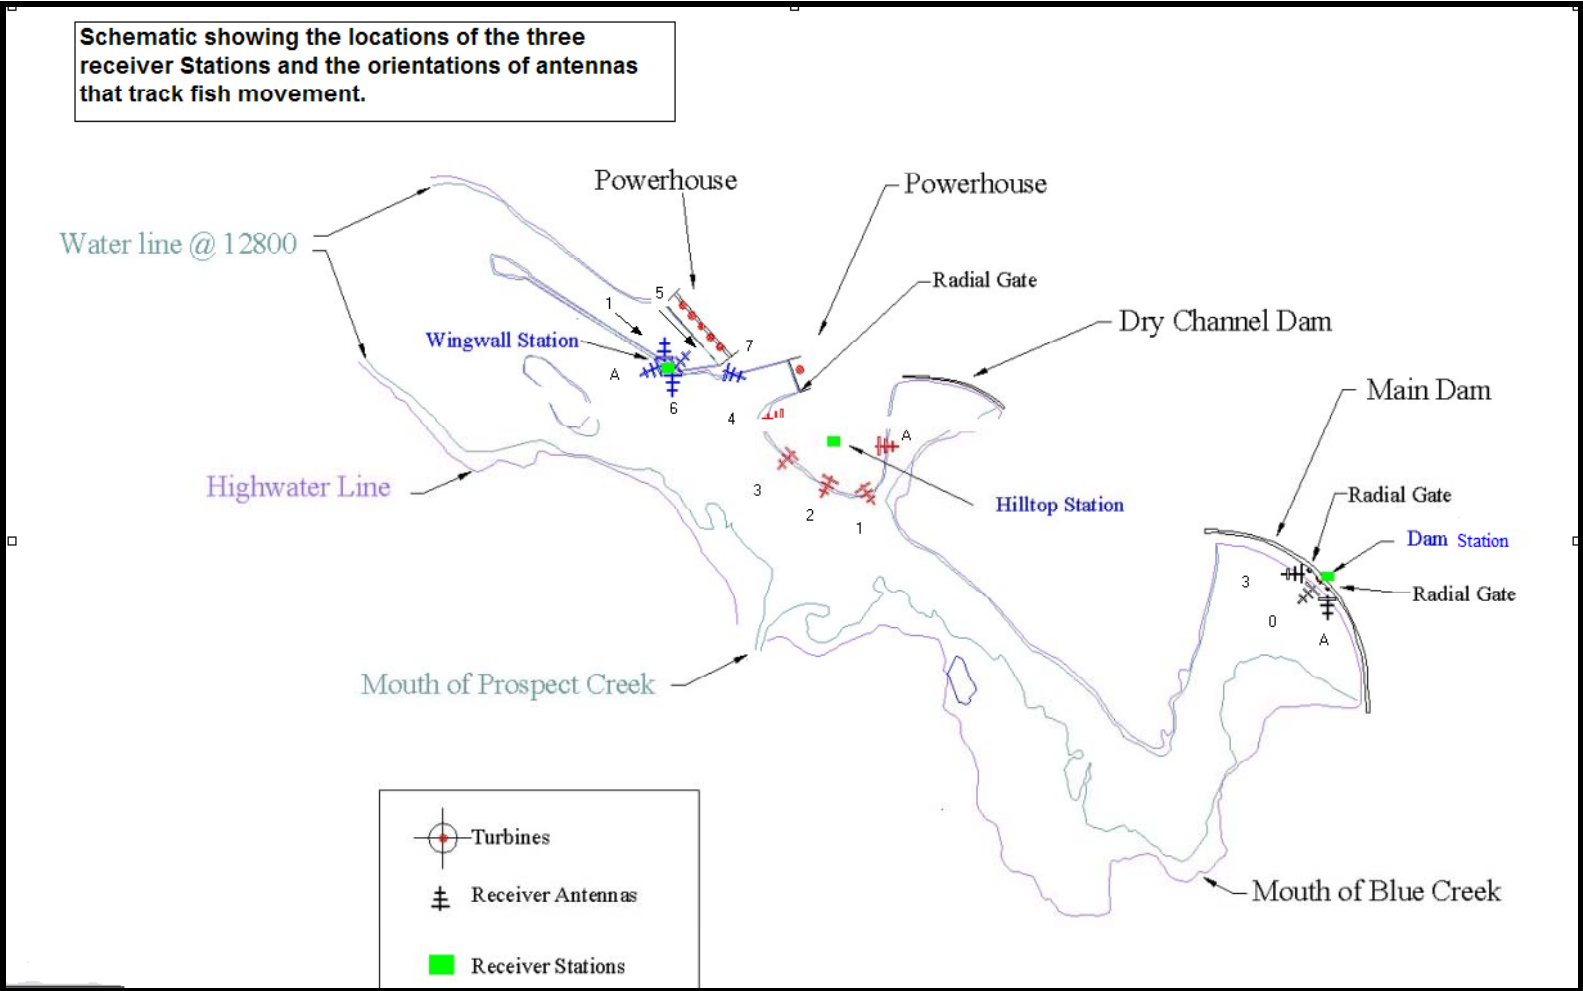 Schematic showing the locations of the three
receiver Stations and the orientations of antennas
that track fish movement.
Powerhouse
Powerhouse
Water line @ 12800
Radial Gate
5
1
Dry Channel Dam
Wingwall Station
7
A
6
4
Main Dam
A
Highwater Line
3
Hilltop Station
2
1
Radial Gate
Dam Station
3
Radial Gate
0
A
Mouth of Prospect Creek
Turbines
Receiver Antennas
Mouth of Blue Creek
Receiver Stations